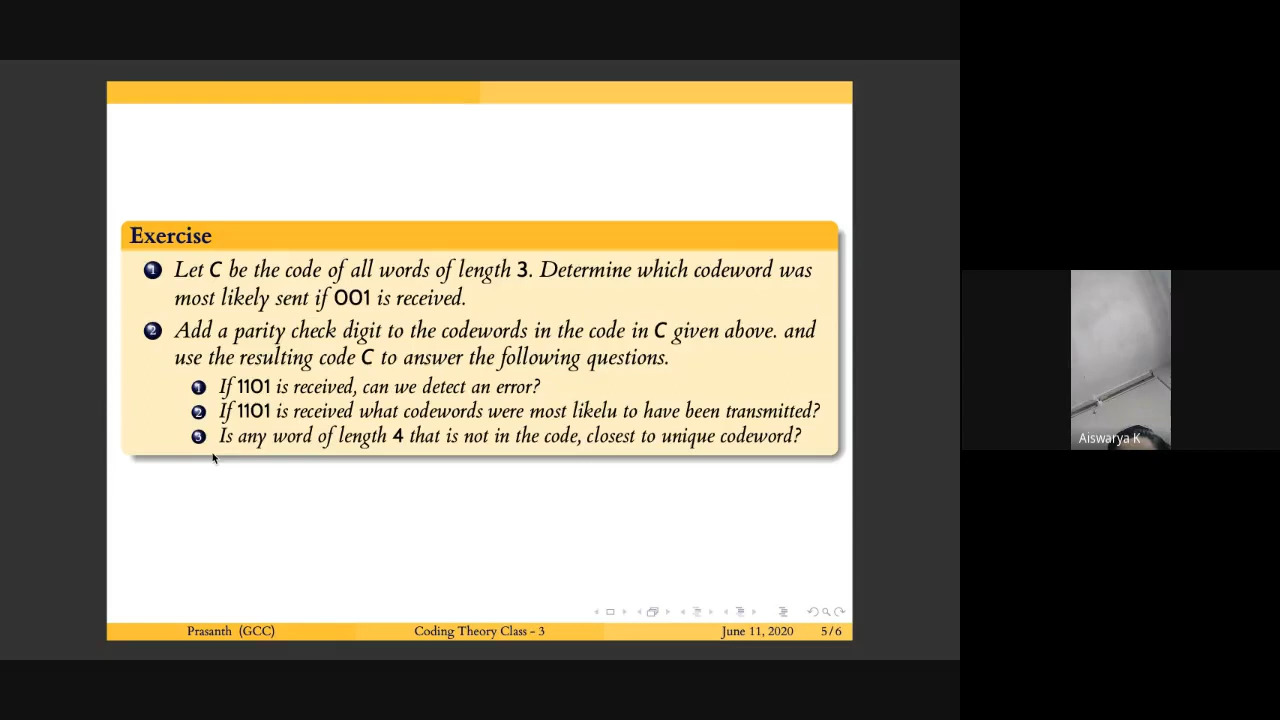 Exercise
1 Let C be the code of all words of length 3. Determine which codeword was
most likely sent if 001 is received.
2 Add a parity check digit to the codewords in the code in C given above. and
use the resulting code C to answer the following questions.
1 If 1101 is received, can we detect an error?
2 If 1101 is received what codewords were most likelu to have been transmitted?
3 Is any word of length 4 that is not in the code, closest to unique codeword?
Aiswarya K
Prasanth (GCC) Coding Theory Class - 3 June 11, 2020 5/6